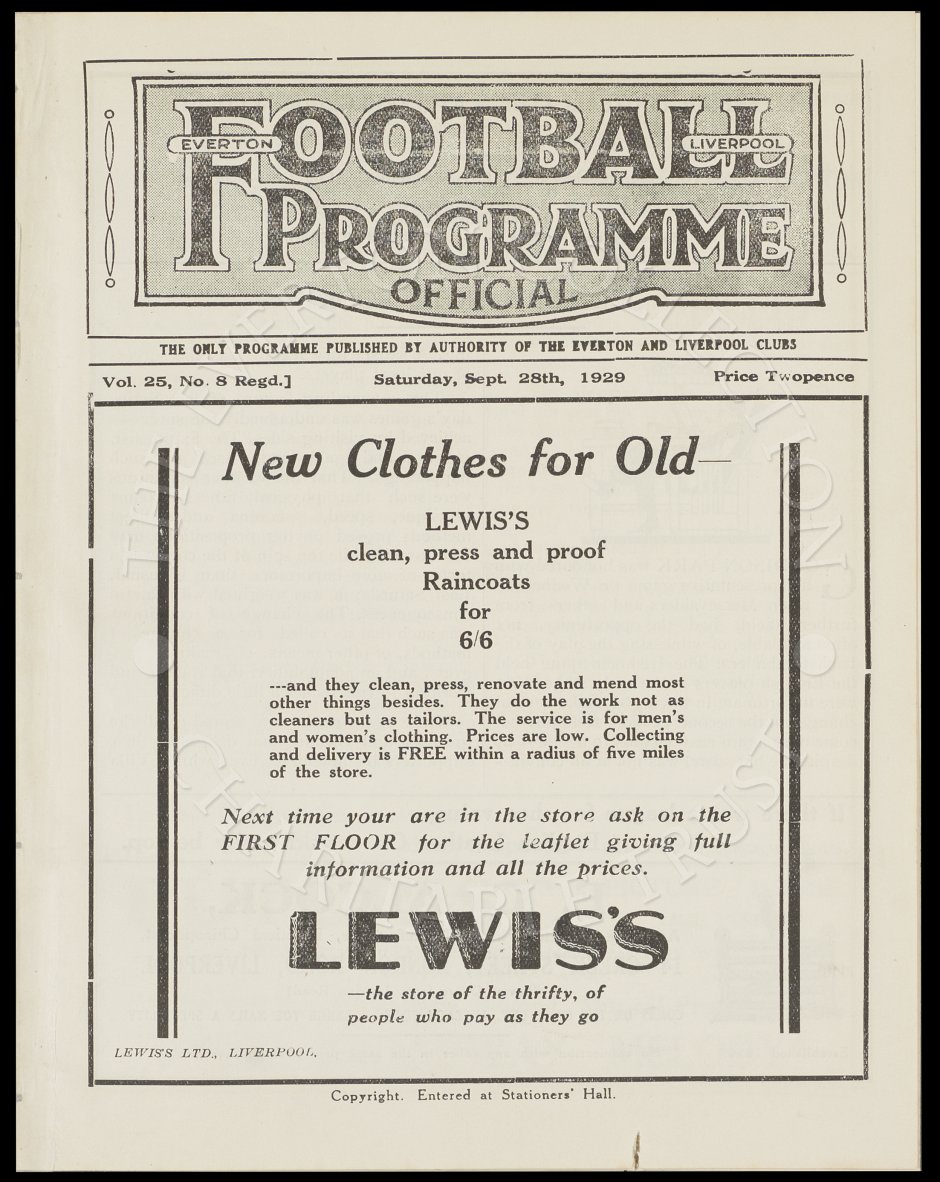 FOOTBALL
EVERTON
LIVERPOOL
PROGRAMME
OFFICIAL
THE ONLY PROGRAMME PUBLISHED BY AUTHORITY OF THE EVERTON AND LIVERPOOL CLUBS
Vol. 25, No. 8 Regd.] Saturday, Sept. 28th, 1929 Price Twopence
New Clothes for Old—
LEWIS'S
clean, press and proof
Raincoats
for
6/6
---and they clean, press, renovate and mend most
other things besides. They do the work not as
cleaners but as tailors. The service is for men's
and women's clothing. Prices are low. Collecting
and delivery is FREE within a radius of five miles
of the store.
Next time your are in the store ask on the
FIRST FLOOR for the leaflet giving full
information and all the prices.
LEWIS'S
—the store of the thrifty, of
people who pay as they go
LEWIS'S LTD., LIVERPOOL.
Copyright. Entered at Stationers' Hall.
THE EVERTON COLLECTION
CHARITABLE TRUST